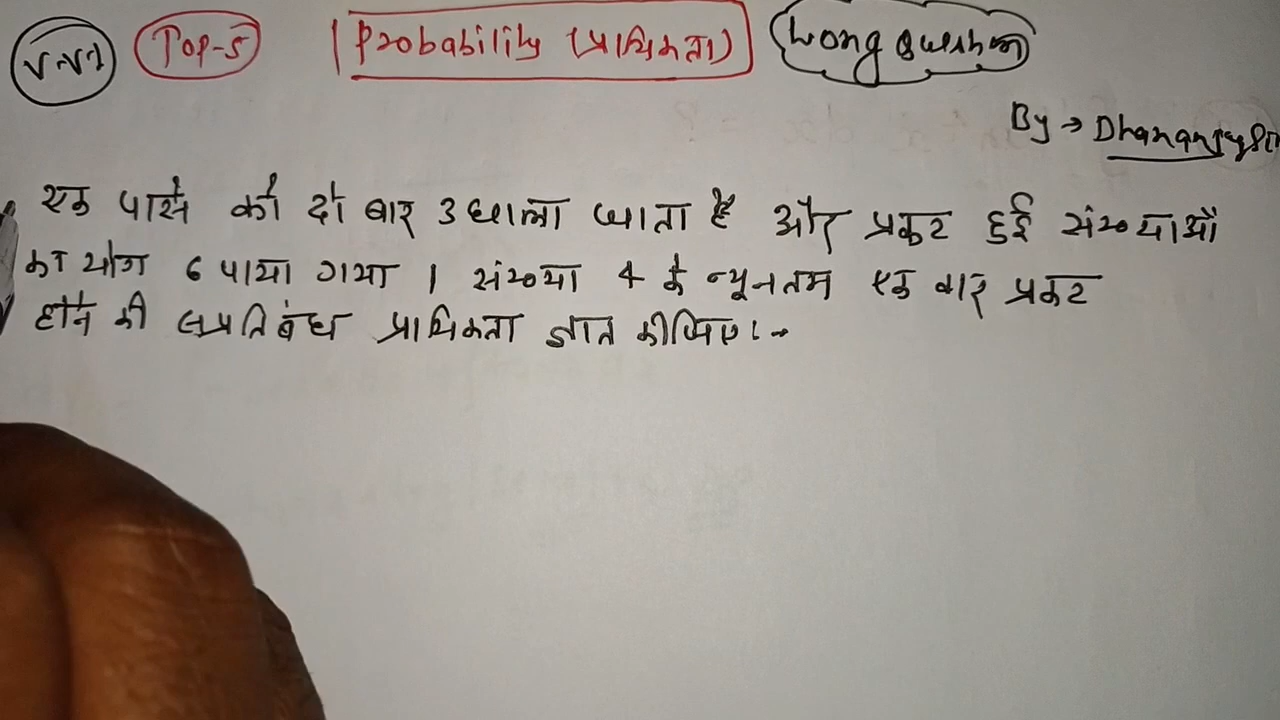 V.V.I Top-5 Probability (प्रायिकता) Long Question
By → Dhananjay Sir
एक पासे को दो बार उछाला जाता है और प्रकट हुई संख्याओं
का योग 6 पाया गया । संख्या 4 के न्यूनतम एक बार प्रकट
होने की सप्रतिबंध प्रायिकता ज्ञात कीजिए।→